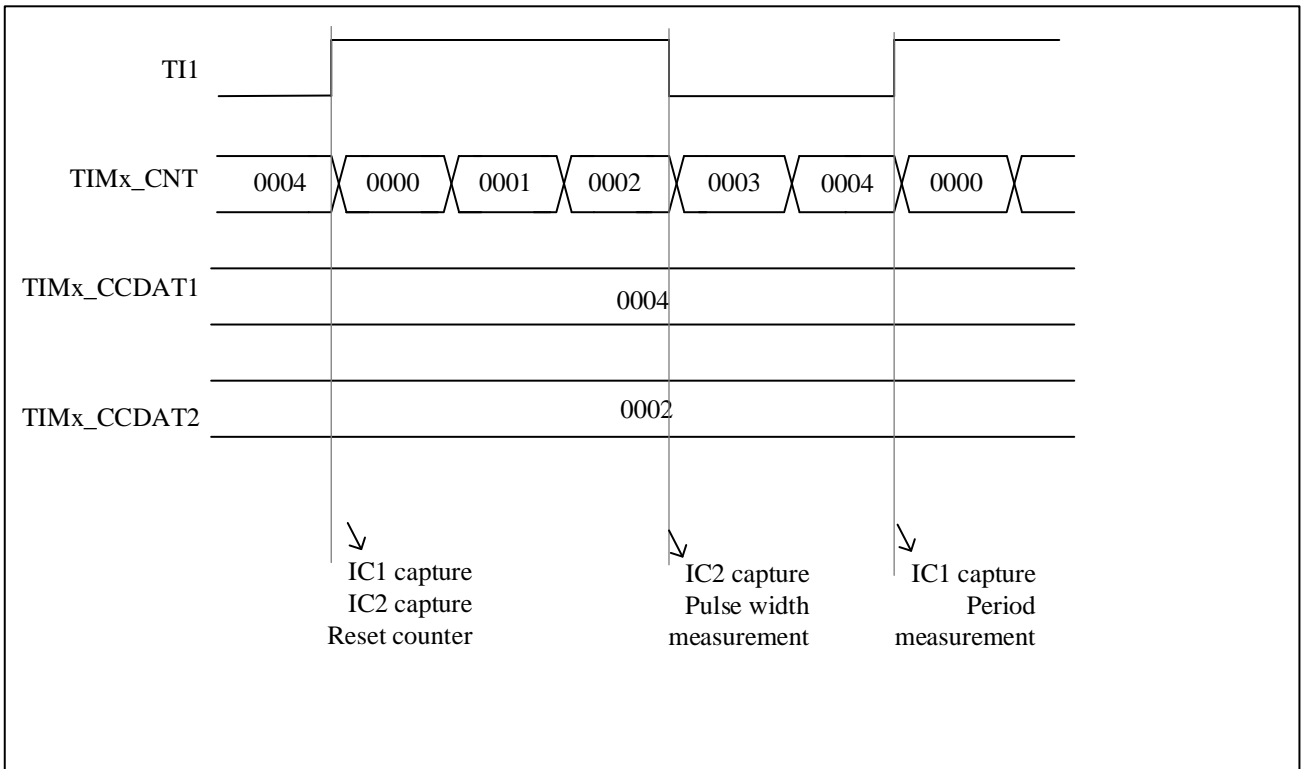 TI1
TIMx_CNT
0004 0000 0001 0002 0003 0004 0000
TIMx_CCDAT1
0004
TIMx_CCDAT2
0002
IC1 capture
IC2 capture
Reset counter
IC2 capture
Pulse width
measurement
IC1 capture
Period
measurement